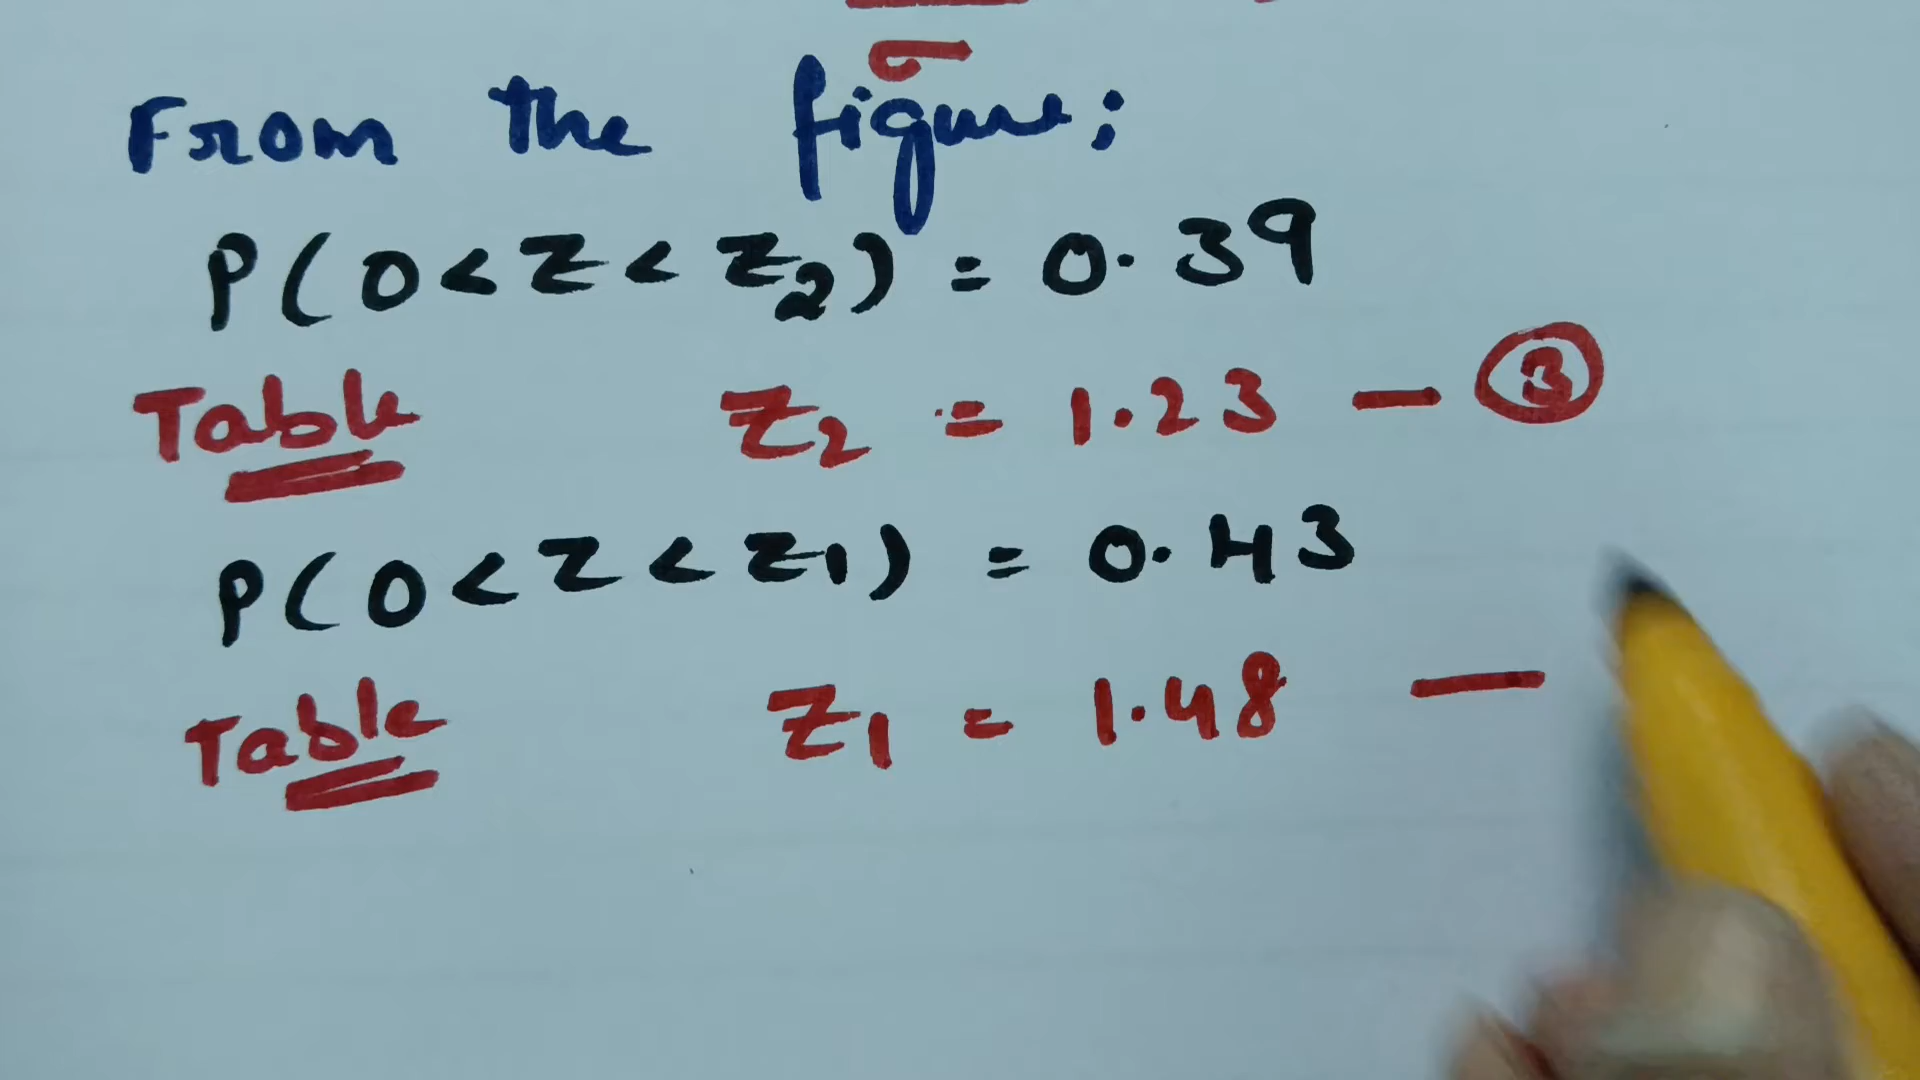 σ
From the figure;
P(0<Z<Z₂) = 0.39
Table Z₂ = 1.23 — ③
P(0<Z<Z1) = 0.43
Table Z1 = 1.48 —